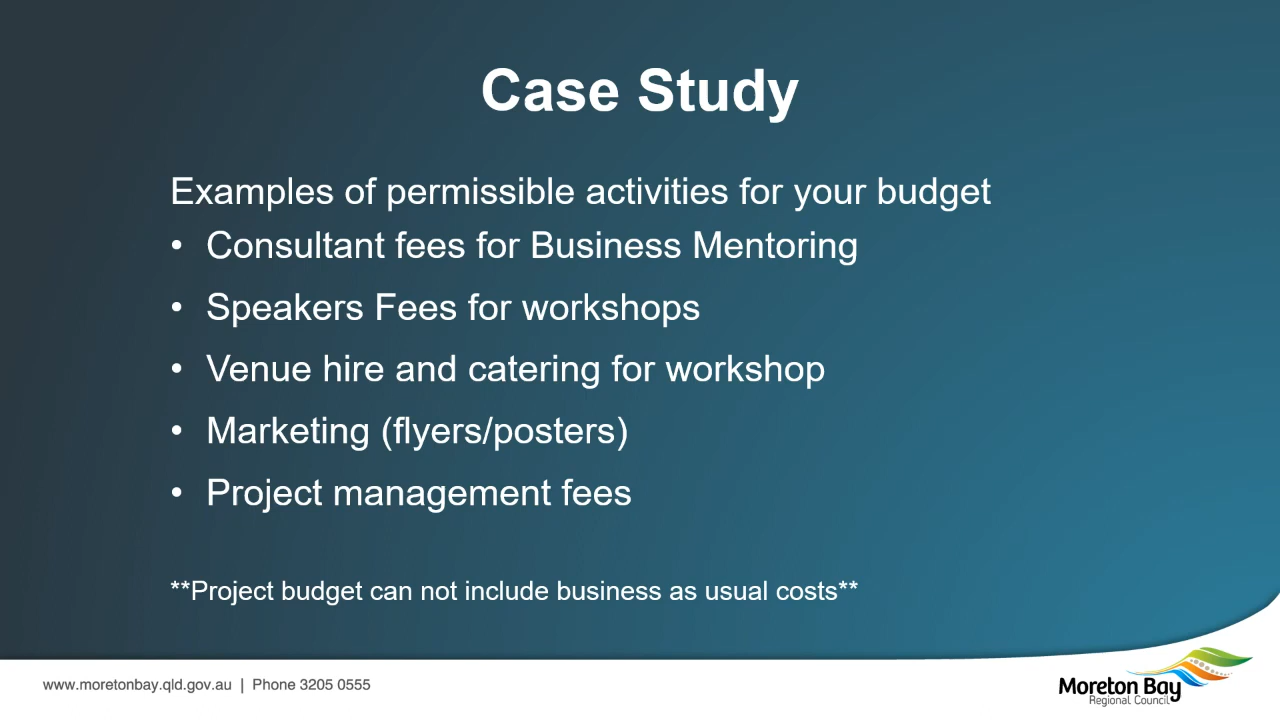 Case Study
Examples of permissible activities for your budget
• Consultant fees for Business Mentoring
• Speakers Fees for workshops
• Venue hire and catering for workshop
• Marketing (flyers/posters)
• Project management fees
**Project budget can not include business as usual costs**
www.moretonbay.qld.gov.au | Phone 3205 0555
Moreton Bay
Regional Council